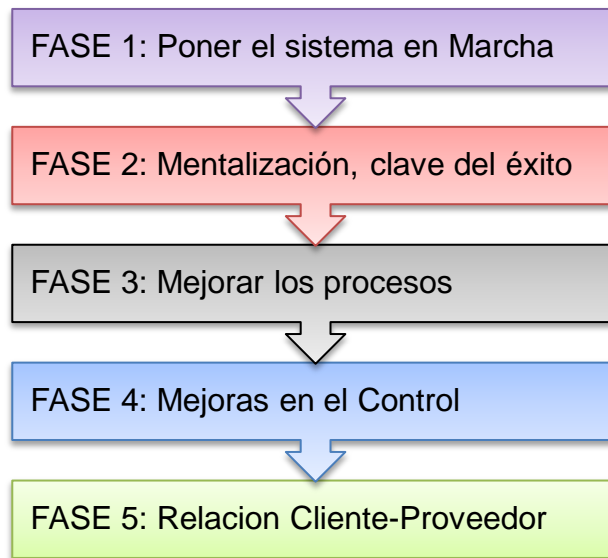 FASE 1: Poner el sistema en Marcha
FASE 2: Mentalización, clave del éxito
FASE 3: Mejorar los procesos
FASE 4: Mejoras en el Control
FASE 5: Relacion Cliente-Proveedor